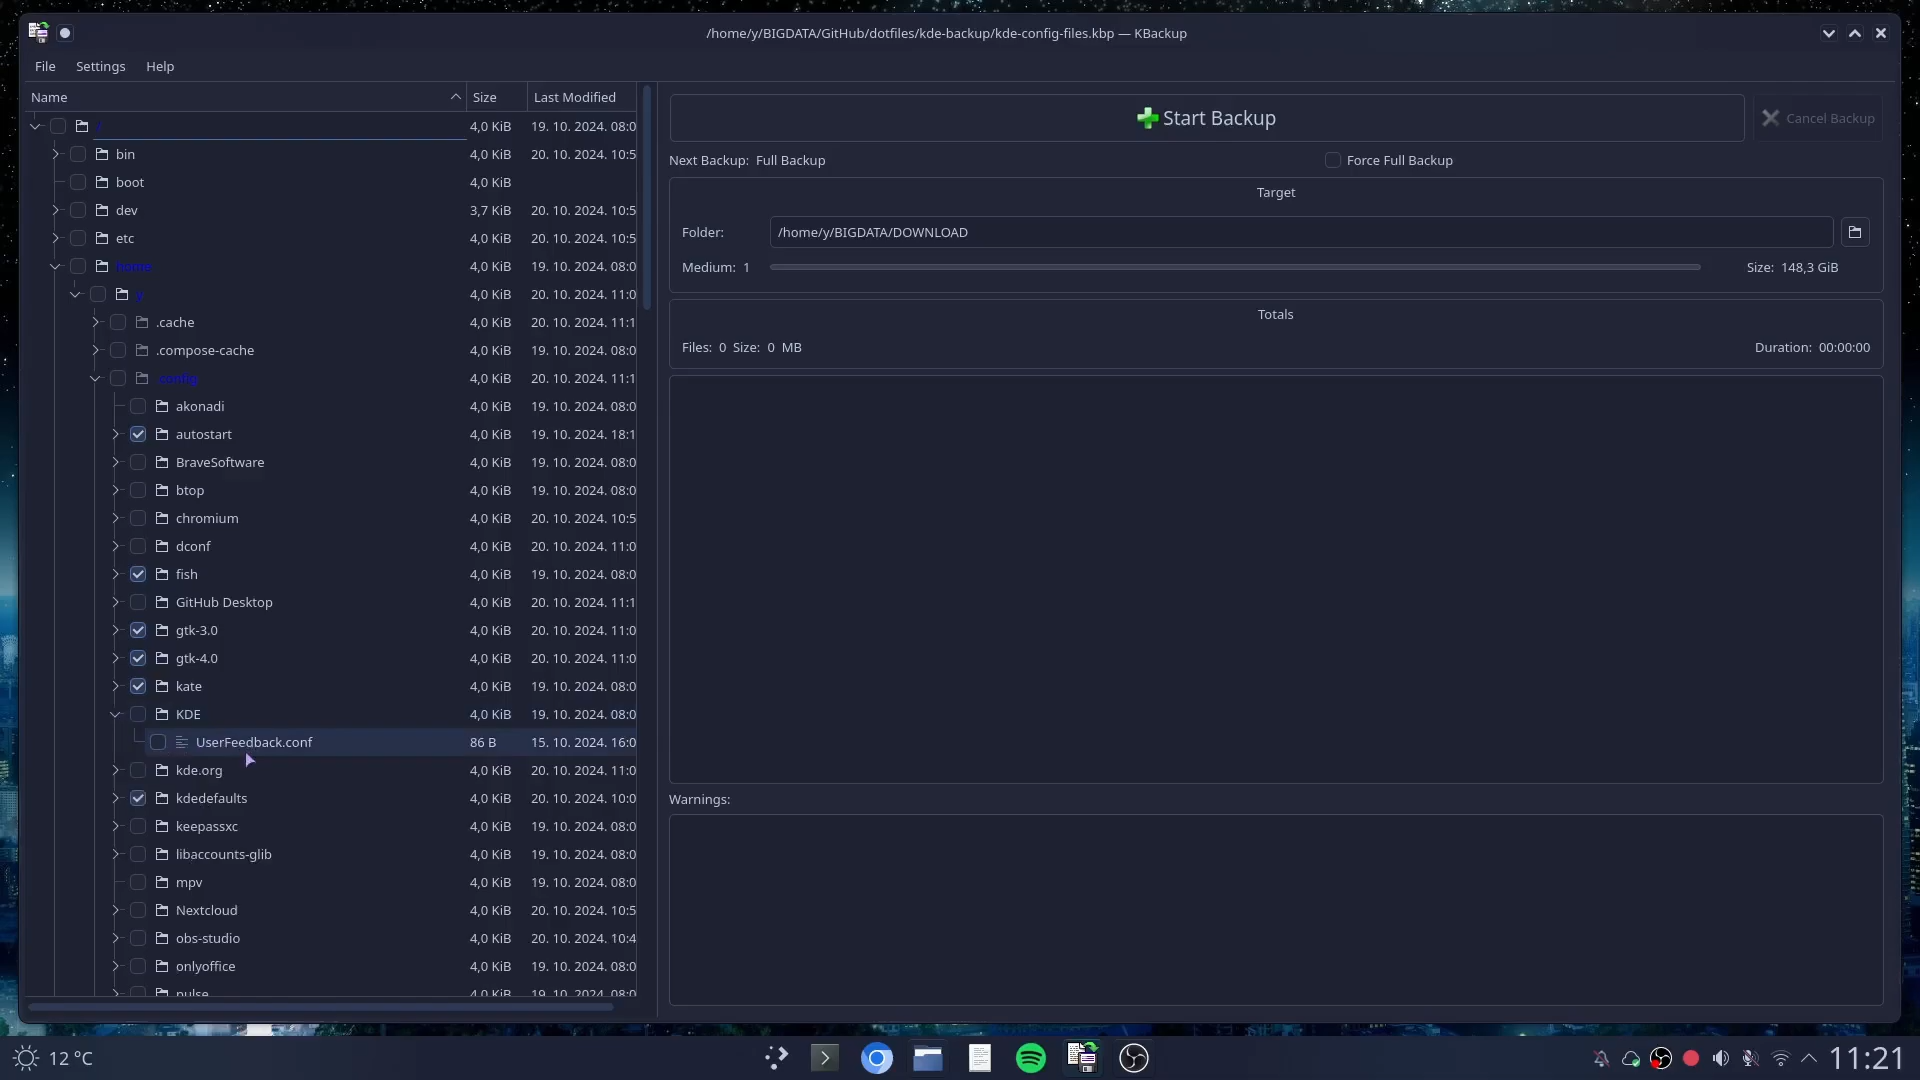 /home/y/BIGDATA/GitHub/dotfiles/kde-backup/kde-config-files.kbp — KBackup
File Settings Help
Name Size Last Modified
/ 4,0 KiB 19. 10. 2024. 08:0
bin 4,0 KiB 20. 10. 2024. 10:5
boot 4,0 KiB
dev 3,7 KiB 20. 10. 2024. 10:5
etc 4,0 KiB 20. 10. 2024. 10:5
home 4,0 KiB 19. 10. 2024. 08:0
y 4,0 KiB 20. 10. 2024. 11:0
.cache 4,0 KiB 20. 10. 2024. 11:1
.compose-cache 4,0 KiB 19. 10. 2024. 08:0
.config 4,0 KiB 20. 10. 2024. 11:1
akonadi 4,0 KiB 19. 10. 2024. 08:0
autostart 4,0 KiB 19. 10. 2024. 18:1
BraveSoftware 4,0 KiB 19. 10. 2024. 08:0
btop 4,0 KiB 19. 10. 2024. 08:0
chromium 4,0 KiB 20. 10. 2024. 10:5
dconf 4,0 KiB 20. 10. 2024. 11:0
fish 4,0 KiB 19. 10. 2024. 08:0
GitHub Desktop 4,0 KiB 20. 10. 2024. 11:1
gtk-3.0 4,0 KiB 20. 10. 2024. 11:0
gtk-4.0 4,0 KiB 20. 10. 2024. 11:0
kate 4,0 KiB 19. 10. 2024. 08:0
KDE 4,0 KiB 19. 10. 2024. 08:0
UserFeedback.conf 86 B 15. 10. 2024. 16:0
kde.org 4,0 KiB 20. 10. 2024. 11:0
kdedefaults 4,0 KiB 20. 10. 2024. 10:0
keepassxc 4,0 KiB 19. 10. 2024. 08:0
libaccounts-glib 4,0 KiB 19. 10. 2024. 08:0
mpv 4,0 KiB 19. 10. 2024. 08:0
Nextcloud 4,0 KiB 20. 10. 2024. 10:5
obs-studio 4,0 KiB 20. 10. 2024. 10:4
onlyoffice 4,0 KiB 19. 10. 2024. 08:0
pulse 4,0 KiB 19. 10. 2024. 08:0
Start Backup
Cancel Backup
Next Backup: Full Backup
Force Full Backup
Target
Folder: /home/y/BIGDATA/DOWNLOAD
Medium: 1
Size: 148,3 GiB
Totals
Files: 0 Size: 0 MB
Duration: 00:00:00
Warnings:
12 °C
11:21